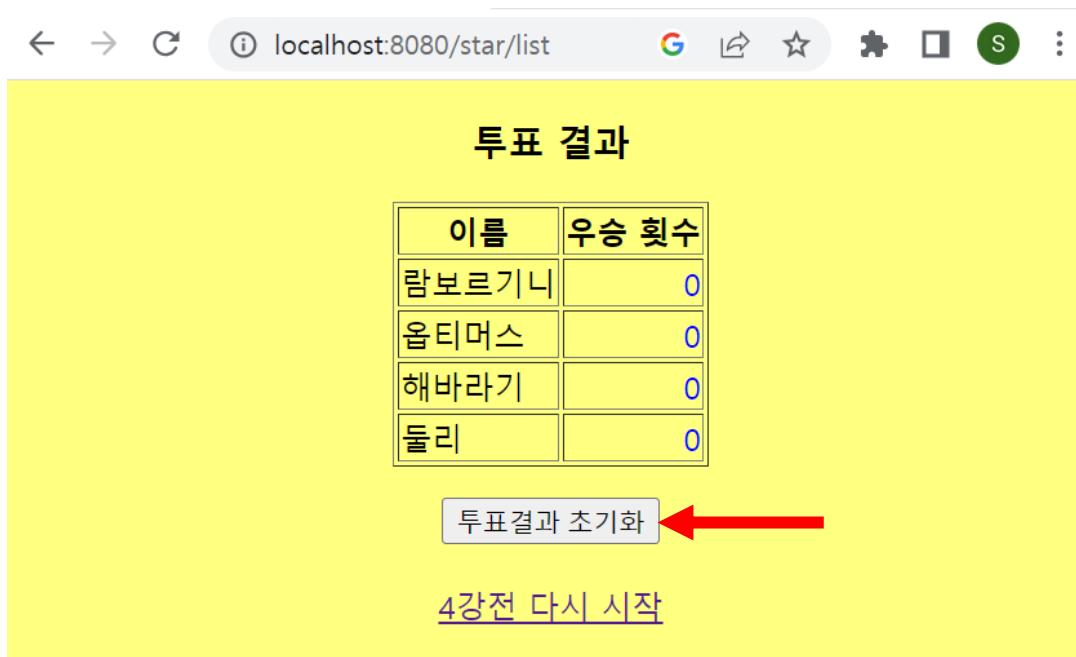 localhost:8080/star/list
S
투표 결과
이름 우승 횟수
람보르기니 0
옵티머스 0
해바라기 0
둘리 0
투표결과 초기화
4강전 다시 시작